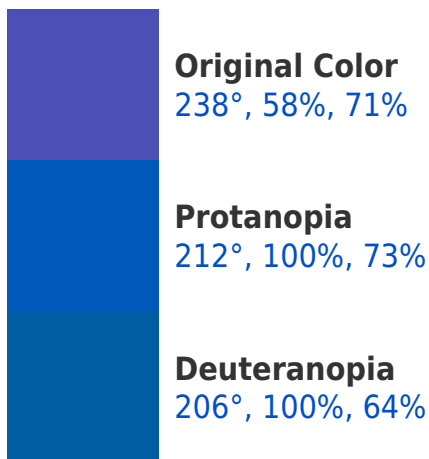 Original Color
238°, 58%, 71%
Protanopia
212°, 100%, 73%
Deuteranopia
206°, 100%, 64%